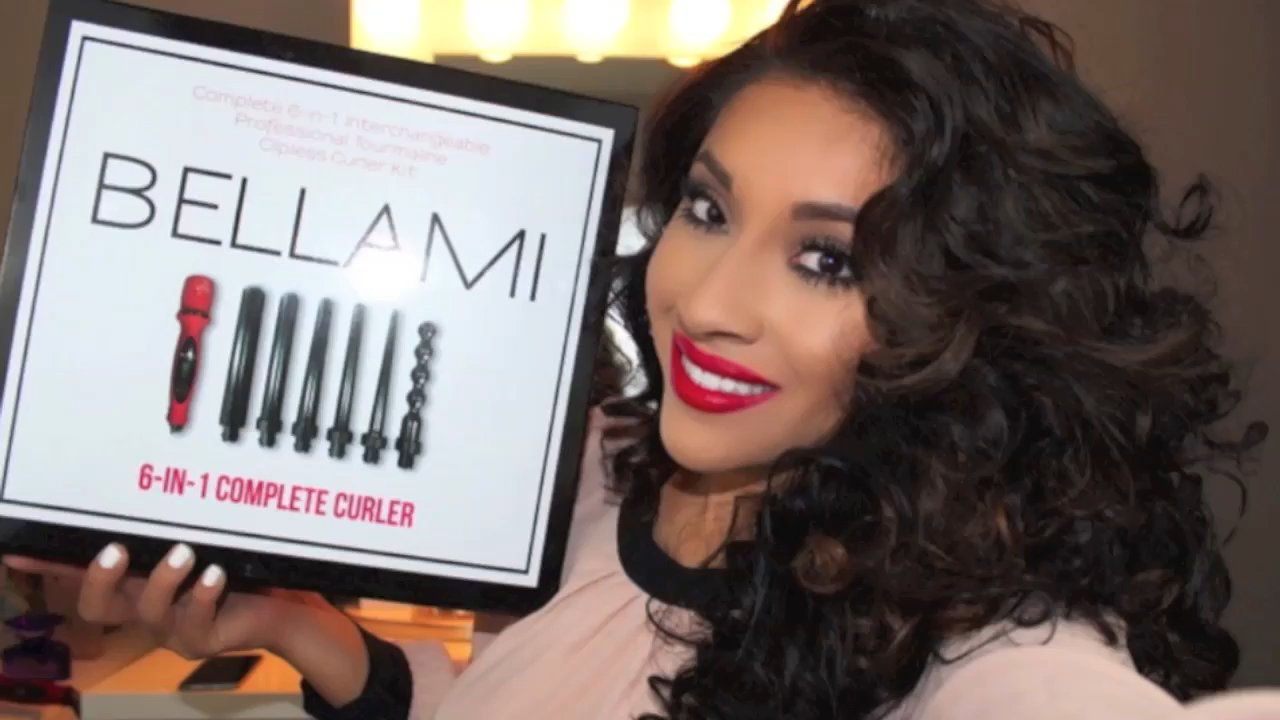 Complete 6-in-1 Interchangeable
Professional Tourmaline
Clipless Curler Kit
BELLAMI
6-IN-1 COMPLETE CURLER